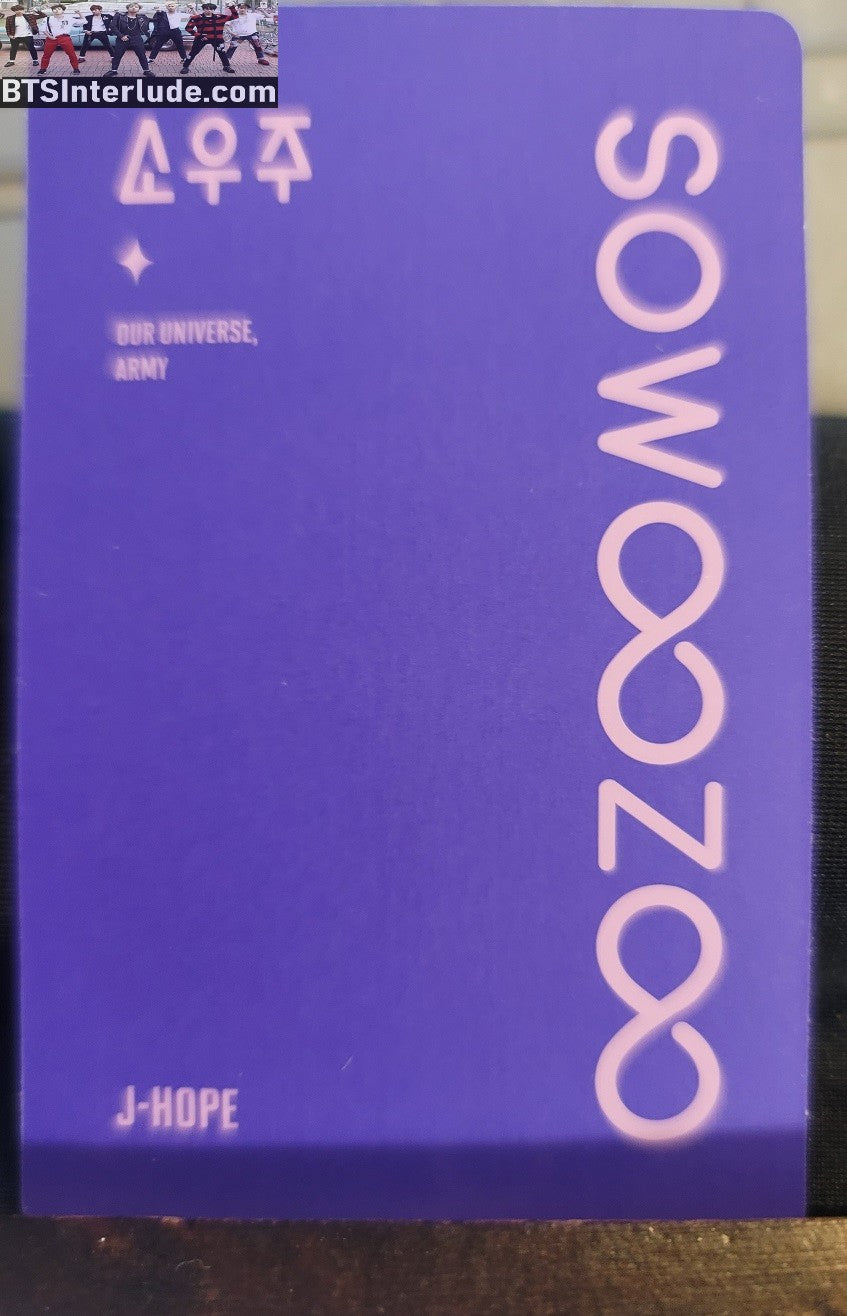 BTSInterlude.com
소우주
OUR UNIVERSE,
ARMY
SOWOOZOO
J-HOPE